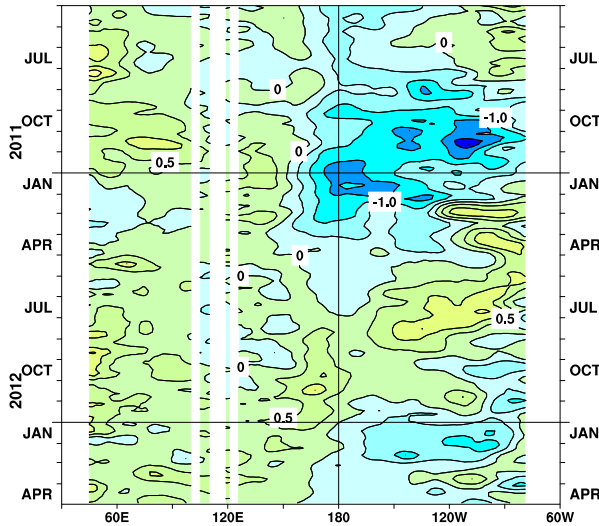 0
JUL JUL
0
OCT -1.0 OCT
2011
0.5 0
JAN JAN
-1.0
APR 0 APR
0
JUL JUL
0.5
OCT 0 OCT
2012
0.5
JAN JAN
APR APR
60E 120E 180 120W 60W